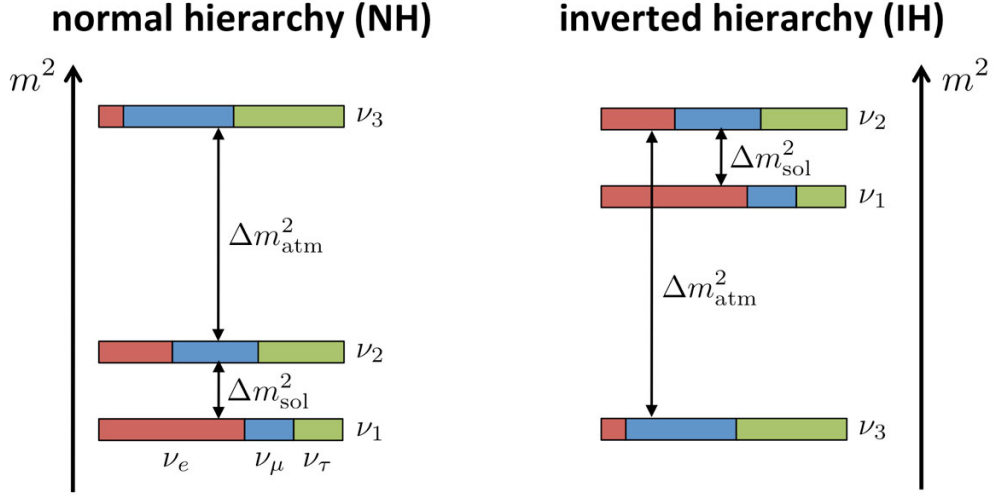 normal hierarchy (NH)
m²
ν₃
Δm²atm
ν₂
Δm²sol
ν₁
νe νμ ντ
inverted hierarchy (IH)
m²
ν₂
Δm²sol
ν₁
Δm²atm
ν₃